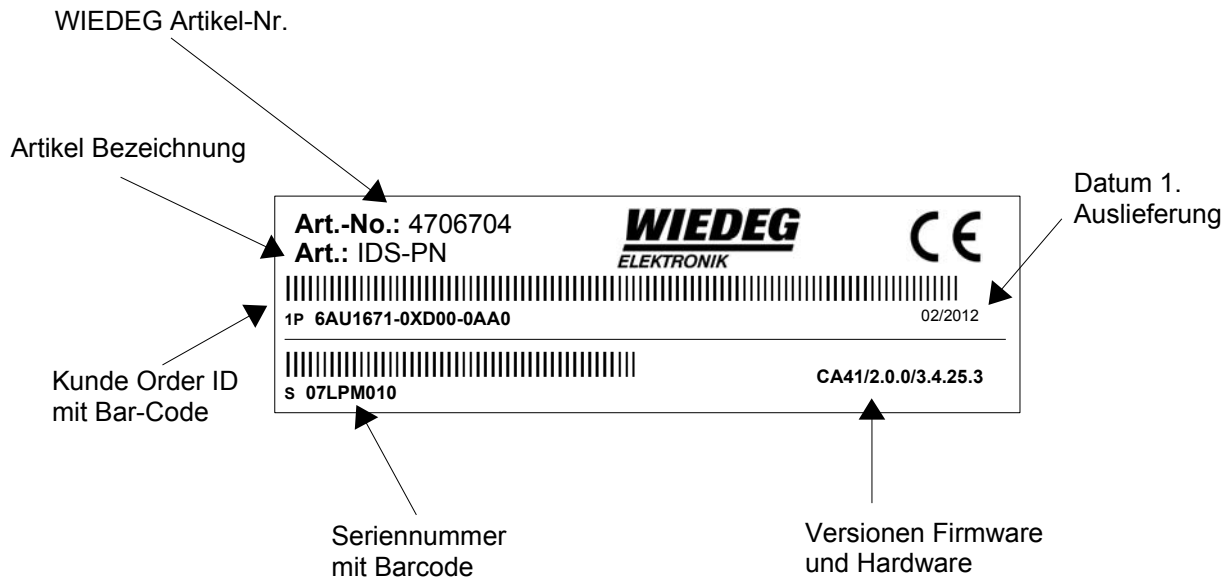 WIEDEG Artikel-Nr.
Artikel Bezeichnung
Datum 1.
Auslieferung
Art.-No.: 4706704
Art.: IDS-PN
WIEDEG
ELEKTRONIK
CE
1P 6AU1671-0XD00-0AA0
02/2012
S 07LPM010
CA41/2.0.0/3.4.25.3
Kunde Order ID
mit Bar-Code
Seriennummer
mit Barcode
Versionen Firmware
und Hardware